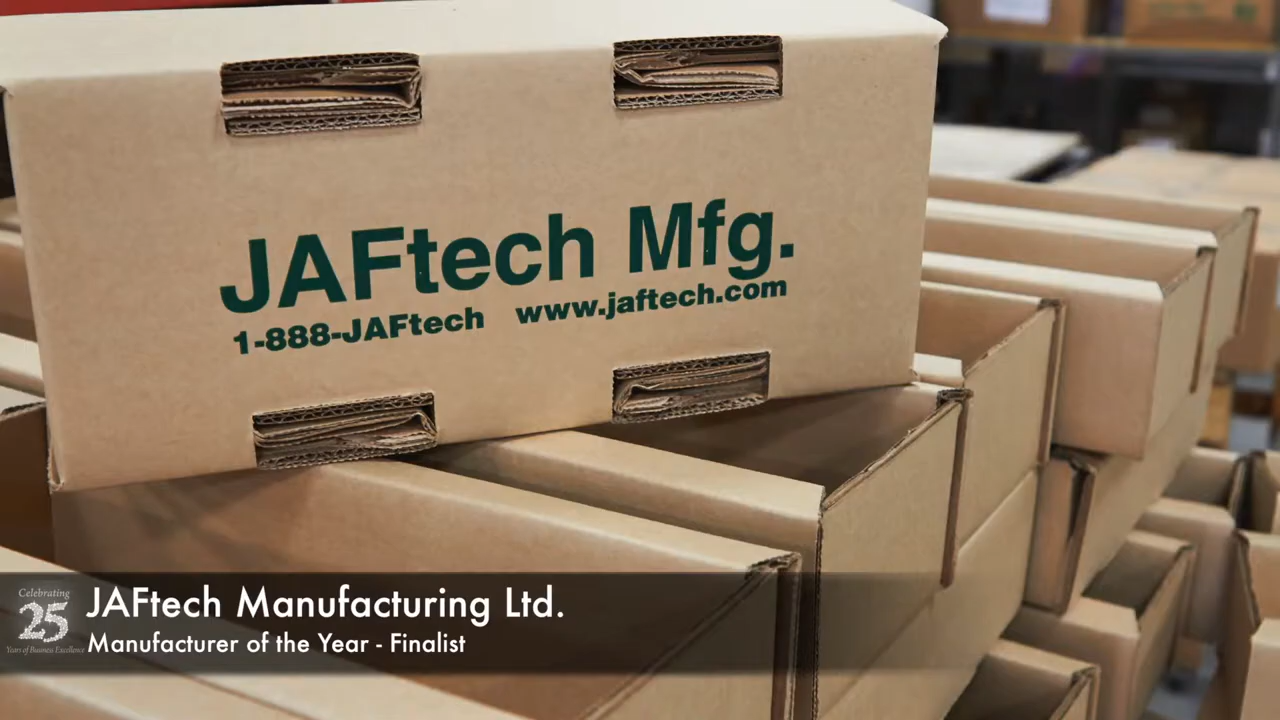 JAFtech Mfg.
1-888-JAFtech www.jaftech.com
Celebrating
25
Years of Business Excellence
JAFtech Manufacturing Ltd.
Manufacturer of the Year - Finalist